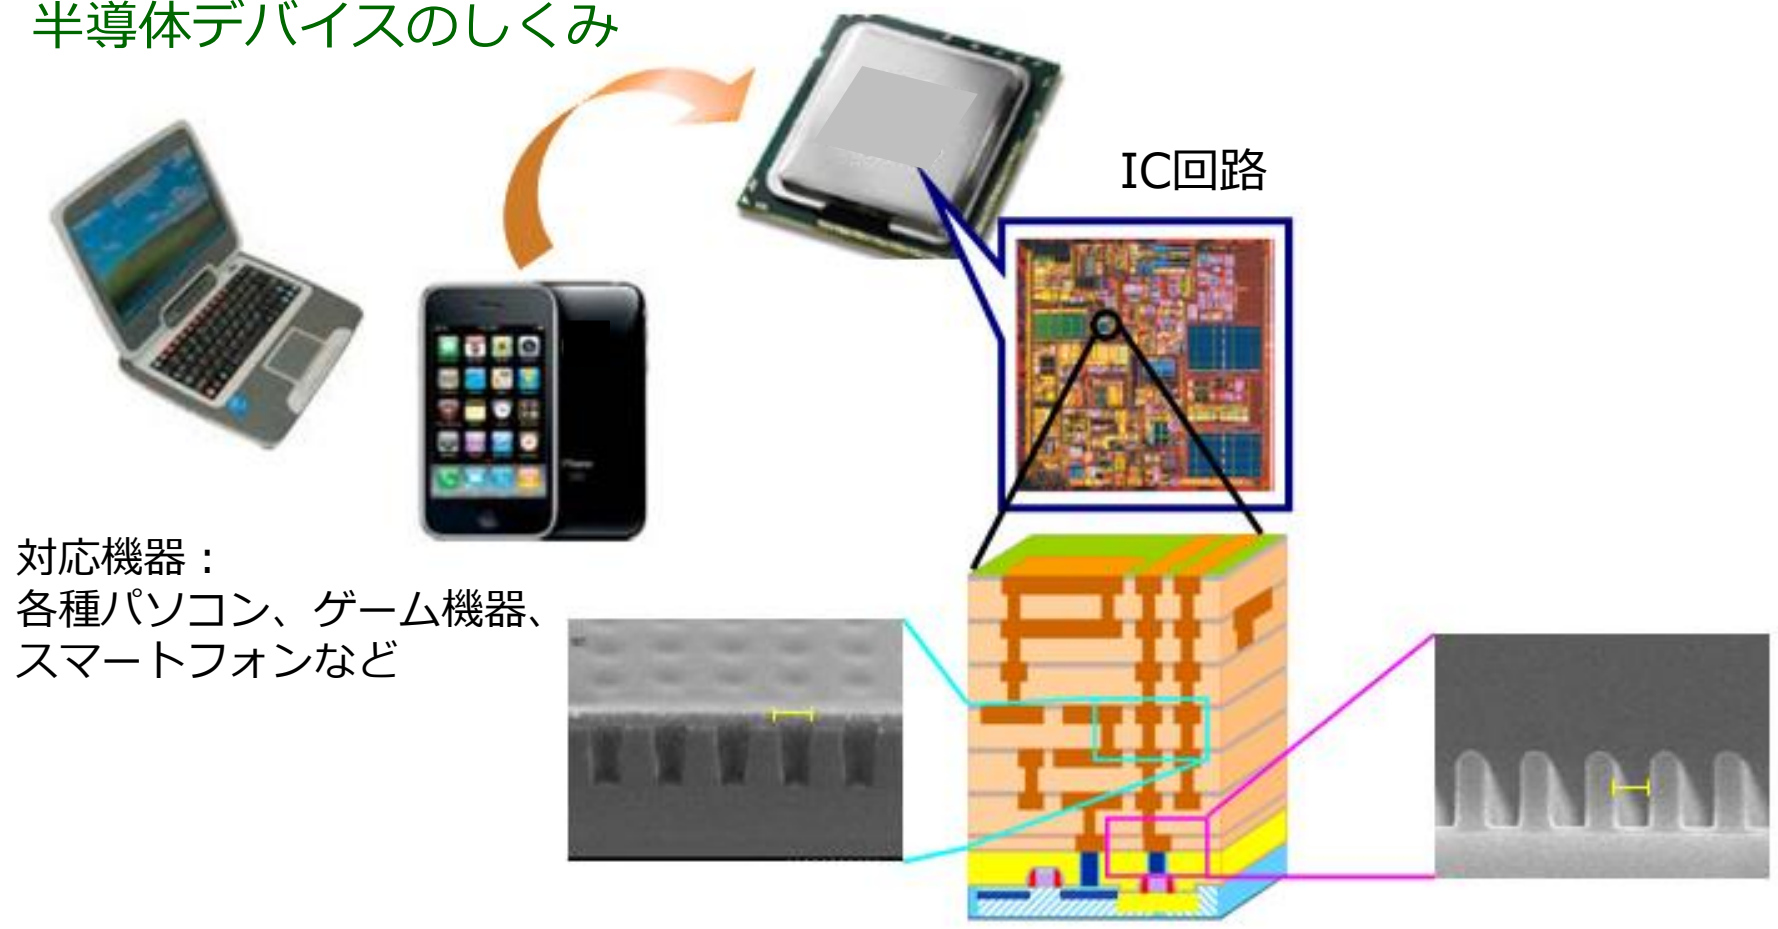 半導体デバイスのしくみ
IC回路
対応機器：
各種パソコン、ゲーム機器、
スマートフォンなど